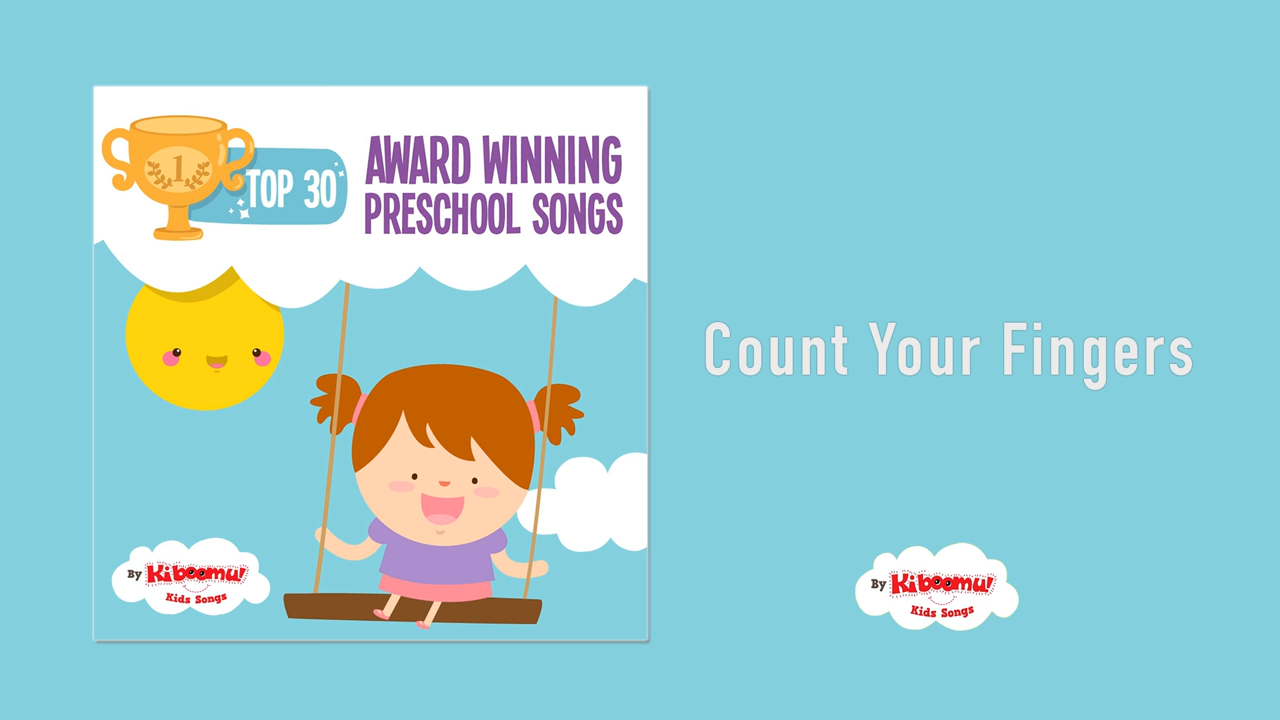 1
TOP 30
AWARD WINNING
PRESCHOOL SONGS
By Kiboomu!
Kids Songs
Count Your Fingers
By Kiboomu!
Kids Songs